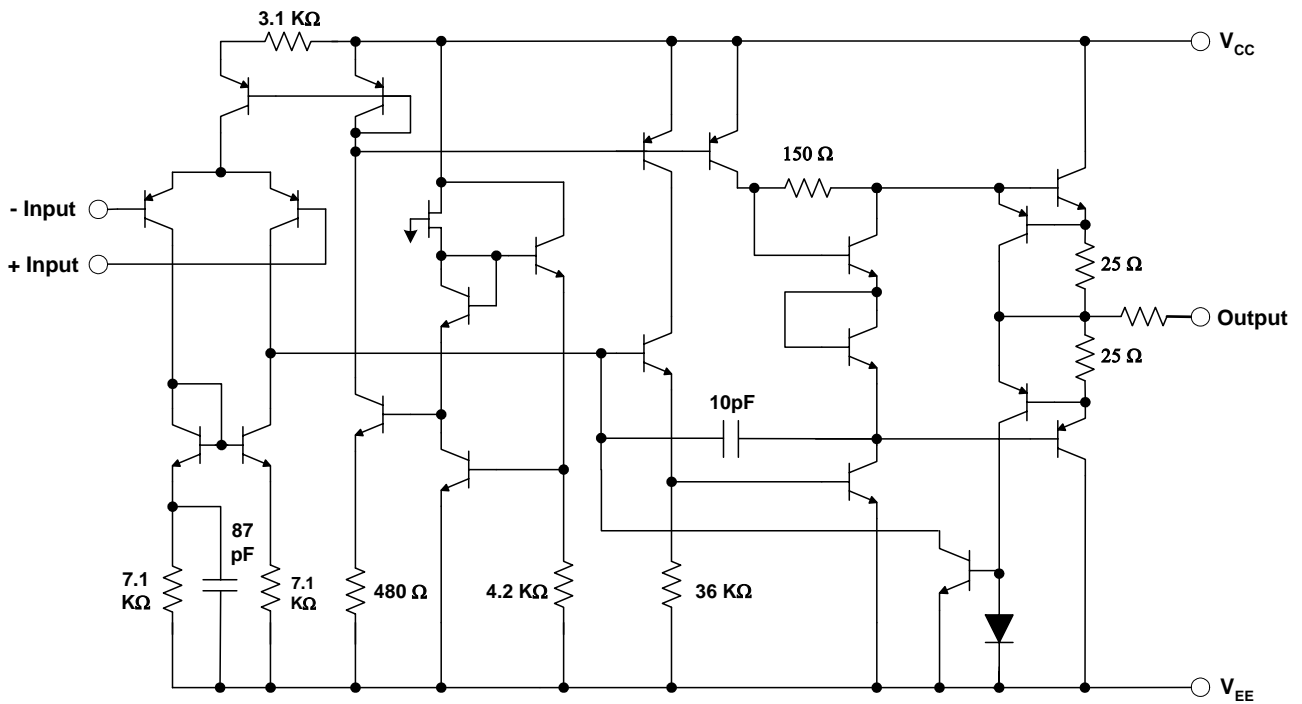 3.1 KΩ
V_CC
150 Ω
- Input
+ Input
25 Ω
Output
25 Ω
10pF
87
pF
7.1
KΩ
7.1
KΩ
480 Ω
4.2 KΩ
36 KΩ
V_EE